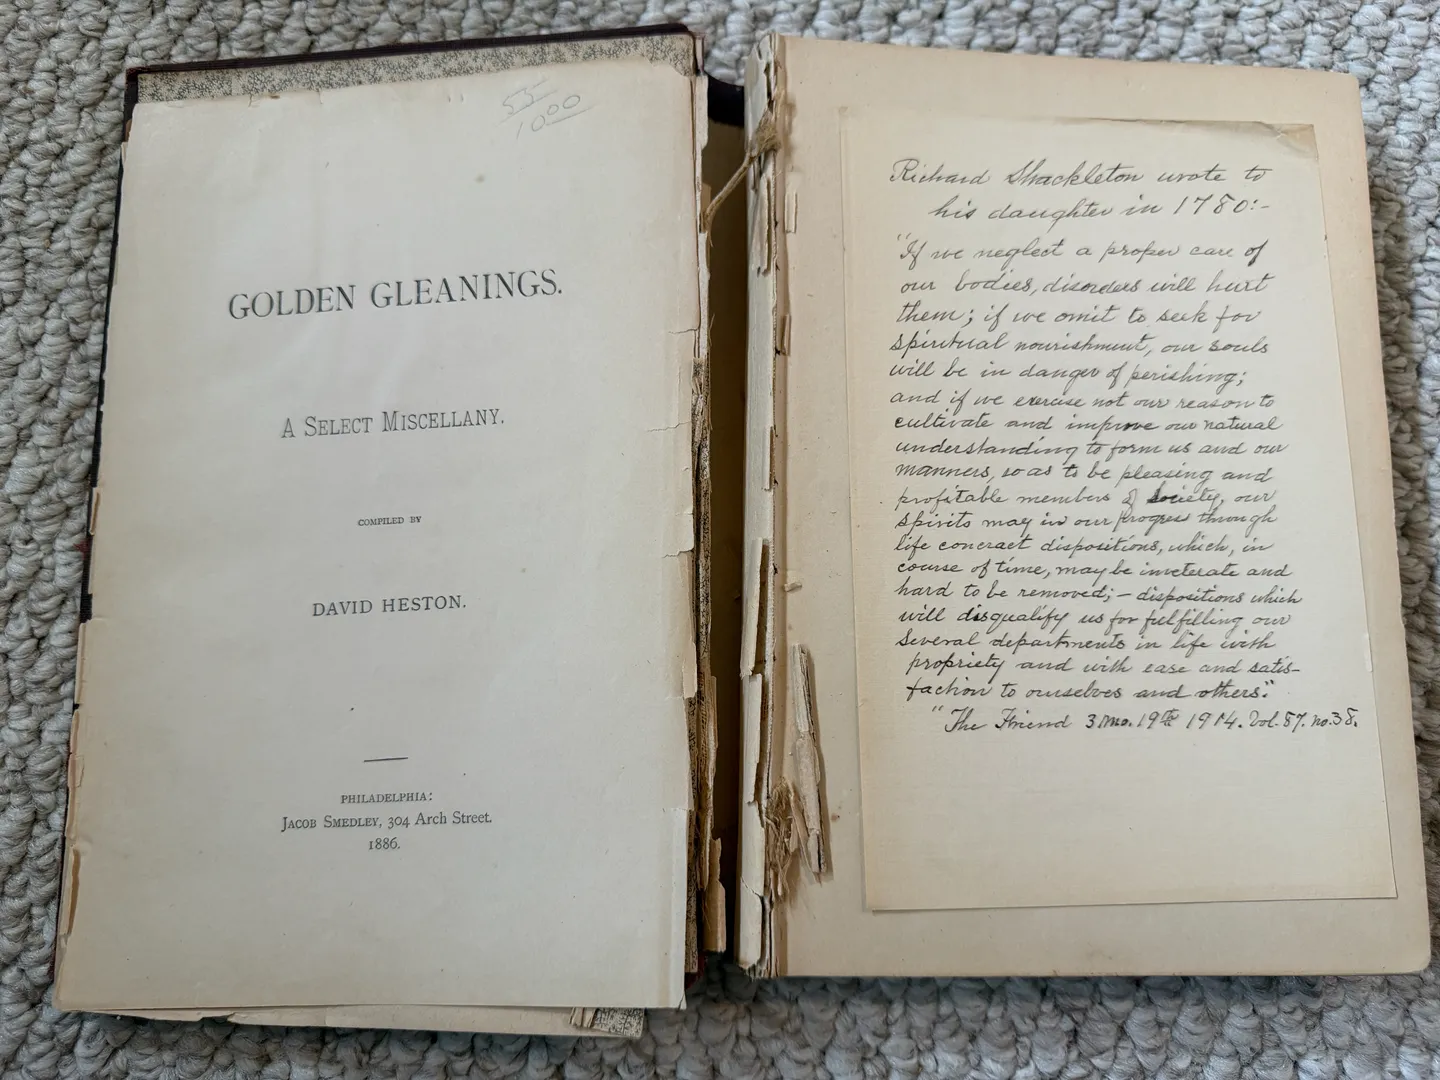 55
10 00
GOLDEN GLEANINGS.
A SELECT MISCELLANY.
COMPILED BY
DAVID HESTON.
PHILADELPHIA:
JACOB SMEDLEY, 304 Arch Street.
1886.
Richard Shackleton wrote to
his daughter in 1780:-
"If we neglect a proper care of
our bodies, disorders will hurt
them; if we omit to seek for
spiritual nourishment, our souls
will be in danger of perishing;
and if we exercise not our reason to
cultivate and improve our natural
understanding to form us and our
manners, so as to be pleasing and
profitable members of society, our
spirits may in our progress through
life contract dispositions, which, in
course of time, may be inveterate and
hard to be removed;– dispositions which
will disqualify us for fulfilling our
several departments in life with
propriety and with ease and satis-
faction to ourselves and others."
"The Friend 3 mo. 19th 1914. Vol. 87. no. 38.